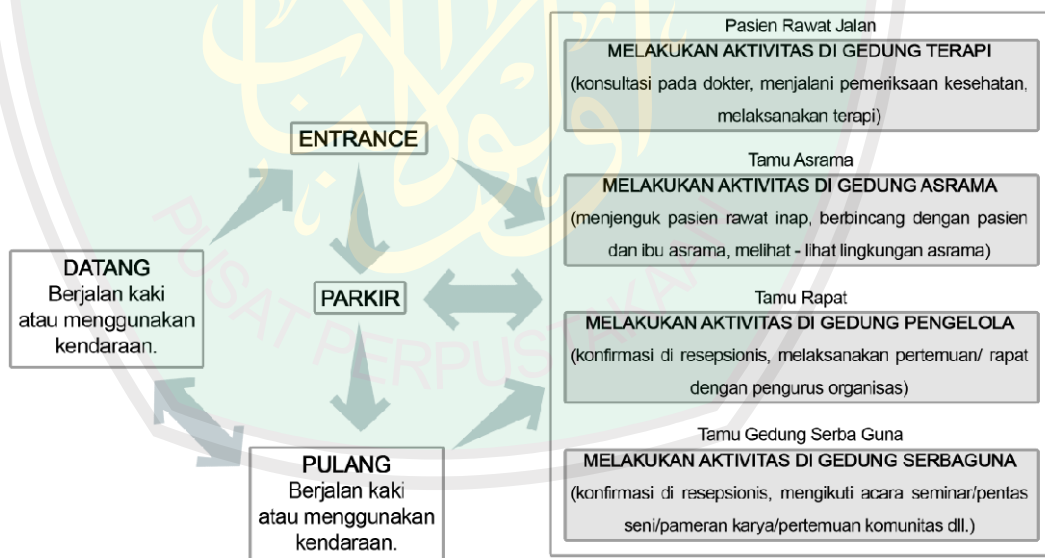 ENTRANCE
DATANG
Berjalan kaki
atau menggunakan
kendaraan.
PARKIR
PULANG
Berjalan kaki
atau menggunakan
kendaraan.
Pasien Rawat Jalan
MELAKUKAN AKTIVITAS DI GEDUNG TERAPI
(konsultasi pada dokter, menjalani pemeriksaan kesehatan,
melaksanakan terapi)
Tamu Asrama
MELAKUKAN AKTIVITAS DI GEDUNG ASRAMA
(menjenguk pasien rawat inap, berbincang dengan pasien
dan ibu asrama, melihat - lihat lingkungan asrama)
Tamu Rapat
MELAKUKAN AKTIVITAS DI GEDUNG PENGELOLA
(konfirmasi di resepsionis, melaksanakan pertemuan/ rapat
dengan pengurus organisas)
Tamu Gedung Serba Guna
MELAKUKAN AKTIVITAS DI GEDUNG SERBAGUNA
(konfirmasi di resepsionis, mengikuti acara seminar/pentas
seni/pameran karya/pertemuan komunitas dll.)
PUSAT PERPUSTAKAAN